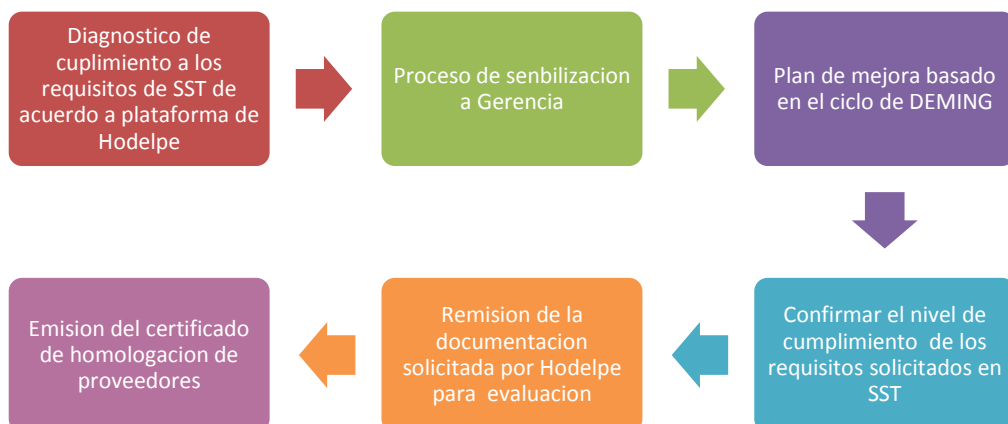 Diagnostico de
cuplimiento a los
requisitos de SST de
acuerdo a plataforma de
Hodelpe
Proceso de senbilizacion
a Gerencia
Plan de mejora basado
en el ciclo de DEMING
Confirmar el nivel de
cumplimiento de los
requisitos solicitados en
SST
Remision de la
documentacion
solicitada por Hodelpe
para evaluacion
Emision del certificado
de homologacion de
proveedores